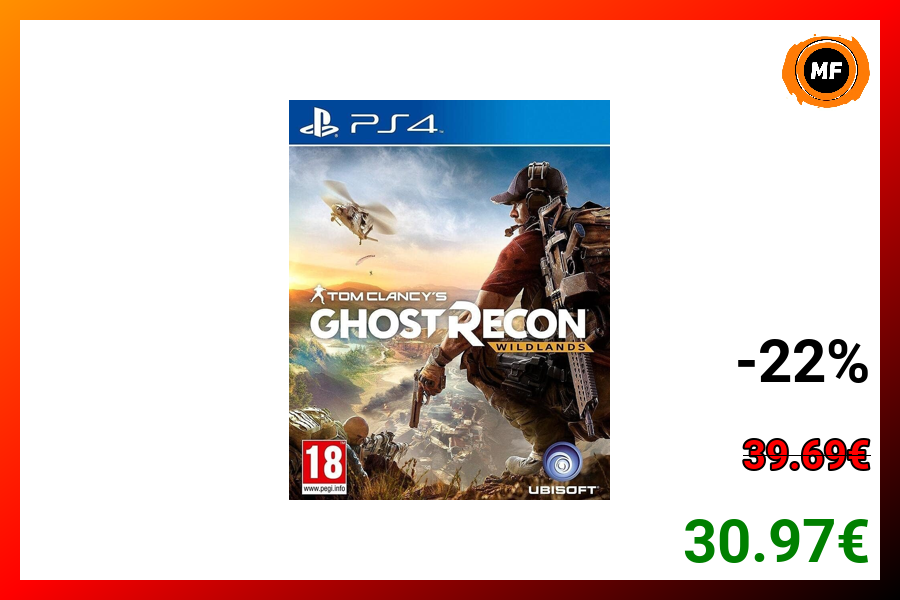 MF
PS4
TOM CLANCY'S
GHOST RECON
WILDLANDS
-22%
39.69€
18
www.pegi.info
UBISOFT
30.97€